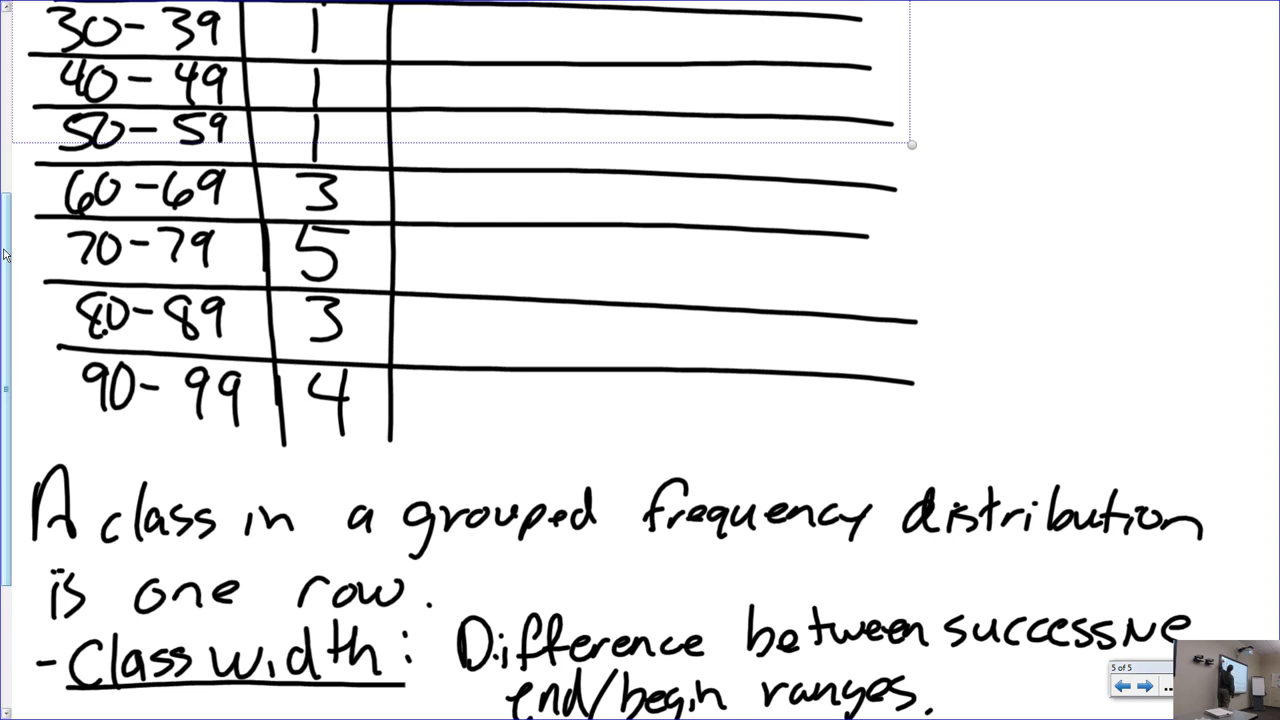 30-39 1
40-49 1
50-59 1
60-69 3
70-79 5
80-89 3
90-99 4
A class in a grouped frequency distribution
is one row.
- Class width: Difference between successive
end/begin ranges.
5 of 5
...